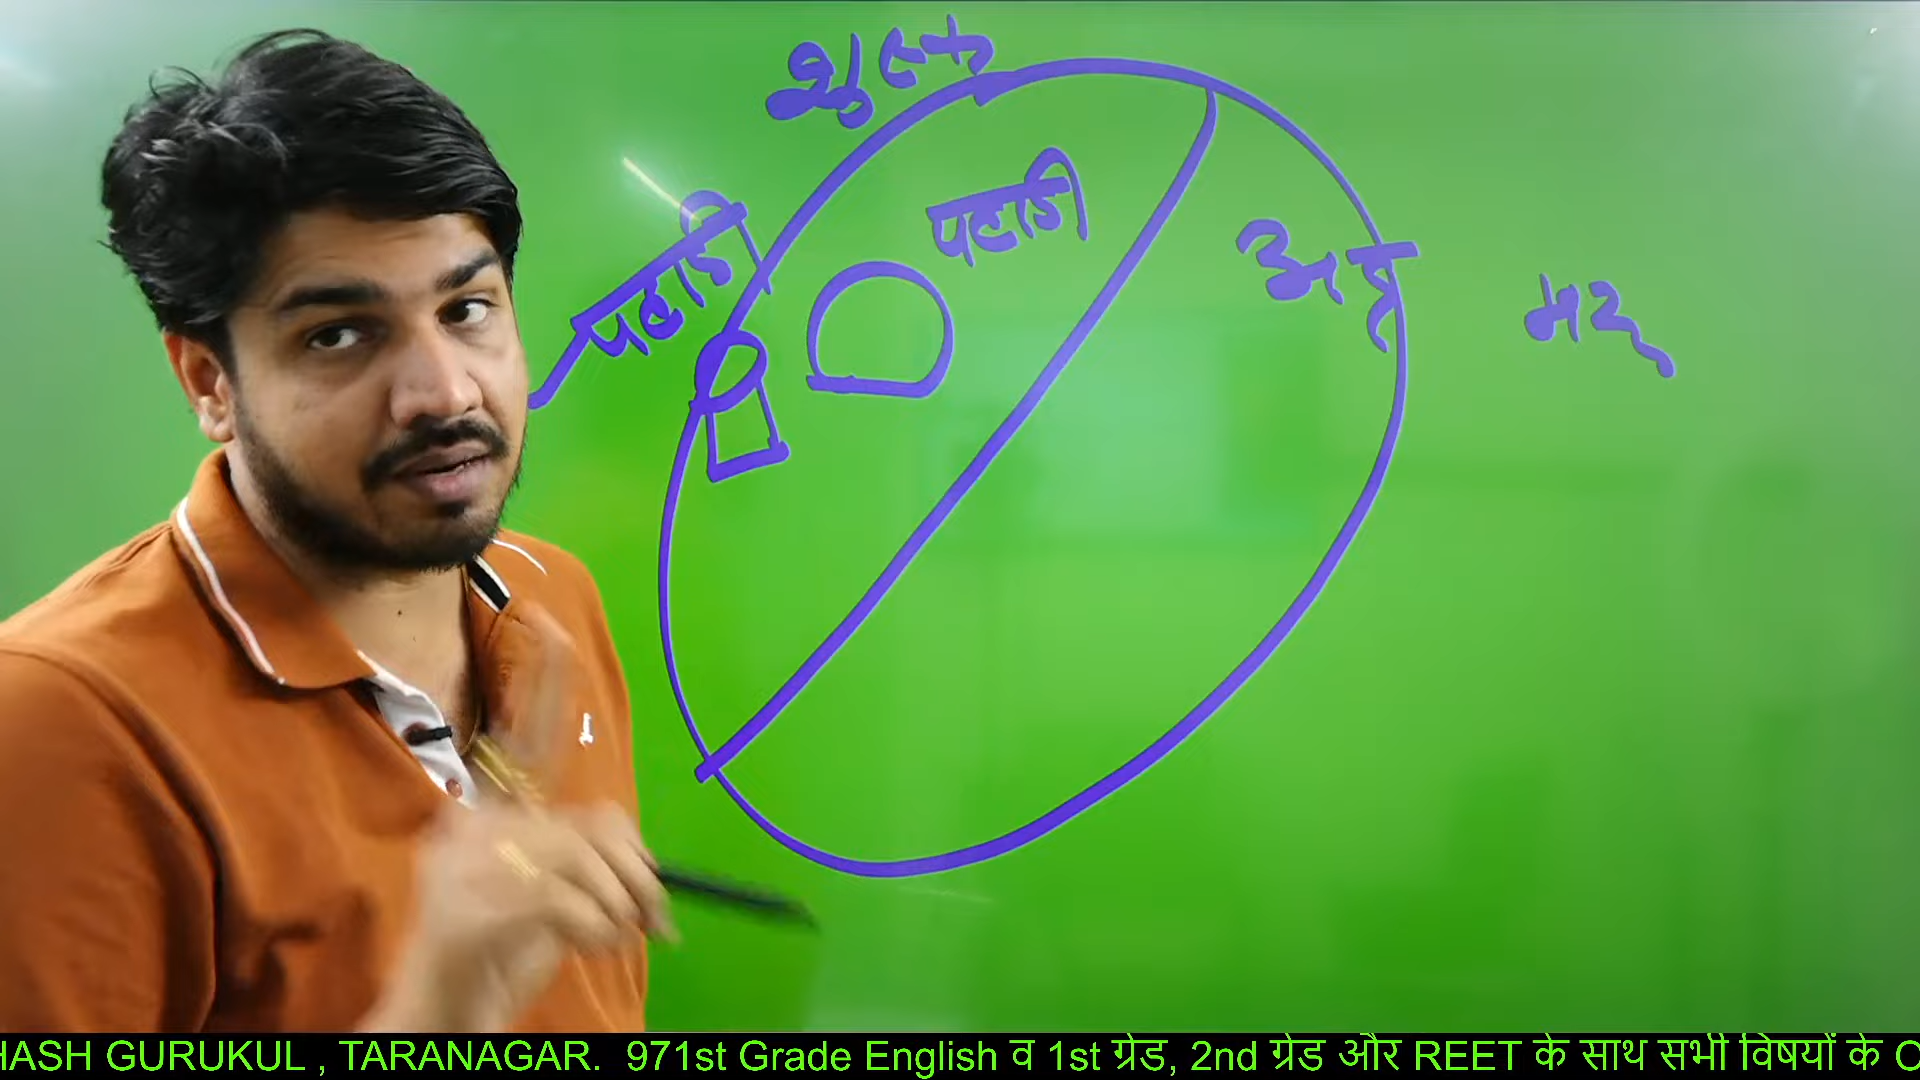 शुष्क
पहाडी
पहाडी
अर्द्ध
मरू
HASH GURUKUL , TARANAGAR. 971st Grade English व 1st ग्रेड, 2nd ग्रेड और REET के साथ सभी विषयों के